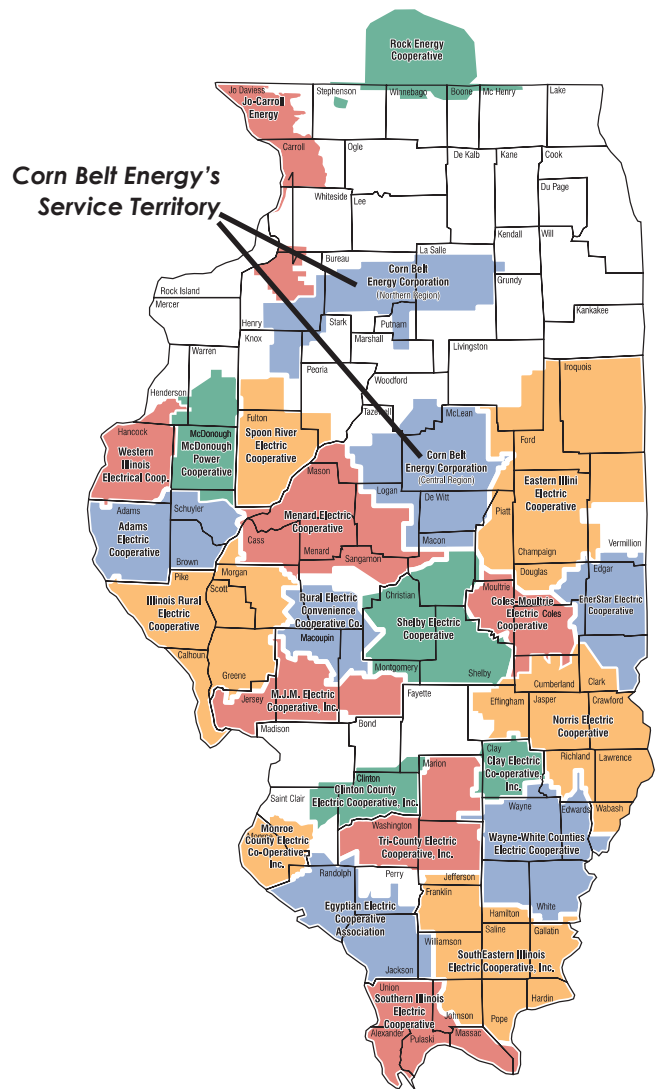 Rock Energy
Cooperative
Jo Daviess
Stephenson
Winnebago
Boone
Mc Henry
Lake
Jo-Carroll
Energy
Carroll
Ogle
De Kalb
Kane
Cook
Du Page
Corn Belt Energy's
Service Territory
Whiteside
Lee
Kendall
Will
Bureau
La Salle
Corn Belt
Energy Corporation
(Northern Region)
Grundy
Rock Island
Mercer
Henry
Stark
Putnam
Kankakee
Knox
Marshall
Livingston
Warren
Peoria
Woodford
Iroquois
Henderson
Tazewell
McLean
Hancock
Western
Illinois
Electrical Coop.
McDonough
McDonough
Power
Cooperative
Fulton
Spoon River
Electric
Cooperative
Ford
Corn Belt
Energy Corporation
(Central Region)
Mason
Logan
De Witt
Eastern Illini
Electric
Cooperative
Piatt
Adams
Adams
Electric
Cooperative
Schuyler
Brown
Menard Electric
Cooperative
Cass
Menard
Sangamon
Macon
Champaign
Vermillion
Douglas
Edgar
EnerStar Electric
Cooperative
Pike
Morgan
Scott
Illinois Rural
Electric
Cooperative
Rural Electric
Convenience
Cooperative Co.
Christian
Shelby Electric
Cooperative
Moultrie
Coles-Moultrie
Electric
Coles
Cooperative
Macoupin
Calhoun
Greene
Montgomery
Shelby
Cumberland
Clark
Jersey
M.J.M. Electric
Cooperative, Inc.
Fayette
Effingham
Jasper
Crawford
Norris Electric
Cooperative
Madison
Bond
Clay
Clay Electric
Co-operative,
Inc.
Richland
Lawrence
Marion
Clinton
Clinton County
Electric Cooperative, Inc.
Saint Clair
Wayne
Edwards
Wabash
Monroe
County Electric
Co-Operative
Inc.
Washington
Tri-County Electric
Cooperative, Inc.
Wayne-White Counties
Electric Cooperative
Randolph
Perry
Jefferson
Franklin
Hamilton
White
Egyptian Electric
Cooperative
Association
Saline
Gallatin
Williamson
SouthEastern Illinois
Electric Cooperative, Inc.
Jackson
Union
Southern Illinois
Electric
Cooperative
Johnson
Pope
Hardin
Alexander
Pulaski
Massac